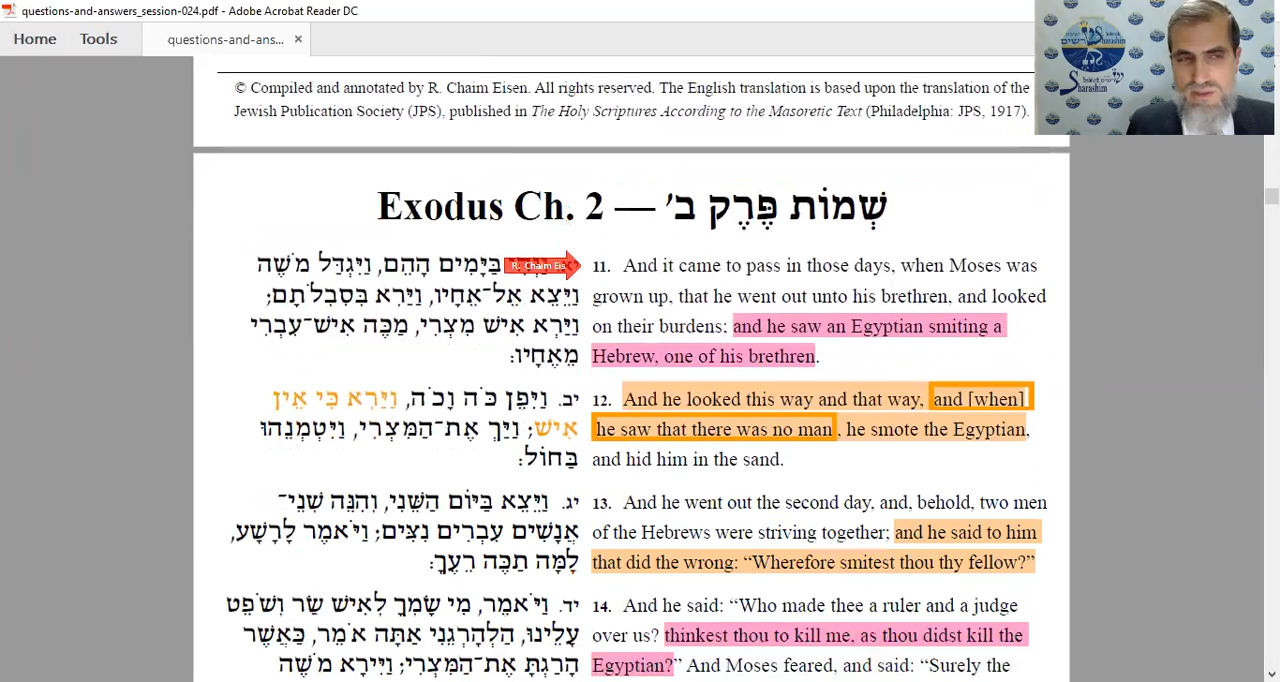 questions-and-answers_session-024.pdf - Adobe Acrobat Reader DC
Home Tools questions-and-ans... ×
© Compiled and annotated by R. Chaim Eisen. All rights reserved. The English translation is based upon the translation of the
Jewish Publication Society (JPS), published in The Holy Scriptures According to the Masoretic Text (Philadelphia: JPS, 1917).
Exodus Ch. 2 — שְׁמוֹת פֶּרֶק ב׳
בַּיָּמִים הָהֵם, וַיִּגְדַּל מֹשֶׁה
וַיֵּצֵא אֶל־אֶחָיו, וַיַּרְא בְּסִבְלֹתָם;
וַיַּרְא אִישׁ מִצְרִי, מַכֶּה אִישׁ־עִבְרִי
מֵאֶחָיו:
R. Chaim Eis
11. And it came to pass in those days, when Moses was
grown up, that he went out unto his brethren, and looked
on their burdens; and he saw an Egyptian smiting a
Hebrew, one of his brethren.
יב. וַיִּפֶן כֹּה וָכֹה, וַיַּרְא כִּי אֵין
אִישׁ; וַיַּךְ אֶת־הַמִּצְרִי, וַיִּטְמְנֵהוּ
בַּחוֹל:
12. And he looked this way and that way, and [when]
he saw that there was no man, he smote the Egyptian,
and hid him in the sand.
יג. וַיֵּצֵא בַּיּוֹם הַשֵּׁנִי, וְהִנֵּה שְׁנֵי־
אֲנָשִׁים עִבְרִים נִצִּים; וַיֹּאמֶר לָרָשָׁע,
לָמָּה תַכֶּה רֵעֶךָ:
13. And he went out the second day, and, behold, two men
of the Hebrews were striving together; and he said to him
that did the wrong: “Wherefore smitest thou thy fellow?”
יד. וַיֹּאמֶר, מִי שָׂמְךָ לְאִישׁ שַׂר וְשֹׁפֵט
עָלֵינוּ, הַלְהָרְגֵנִי אַתָּה אֹמֵר, כַּאֲשֶׁר
הָרַגְתָּ אֶת־הַמִּצְרִי; וַיִּירָא מֹשֶׁה
14. And he said: “Who made thee a ruler and a judge
over us? thinkest thou to kill me, as thou didst kill the
Egyptian?” And Moses feared, and said: “Surely the